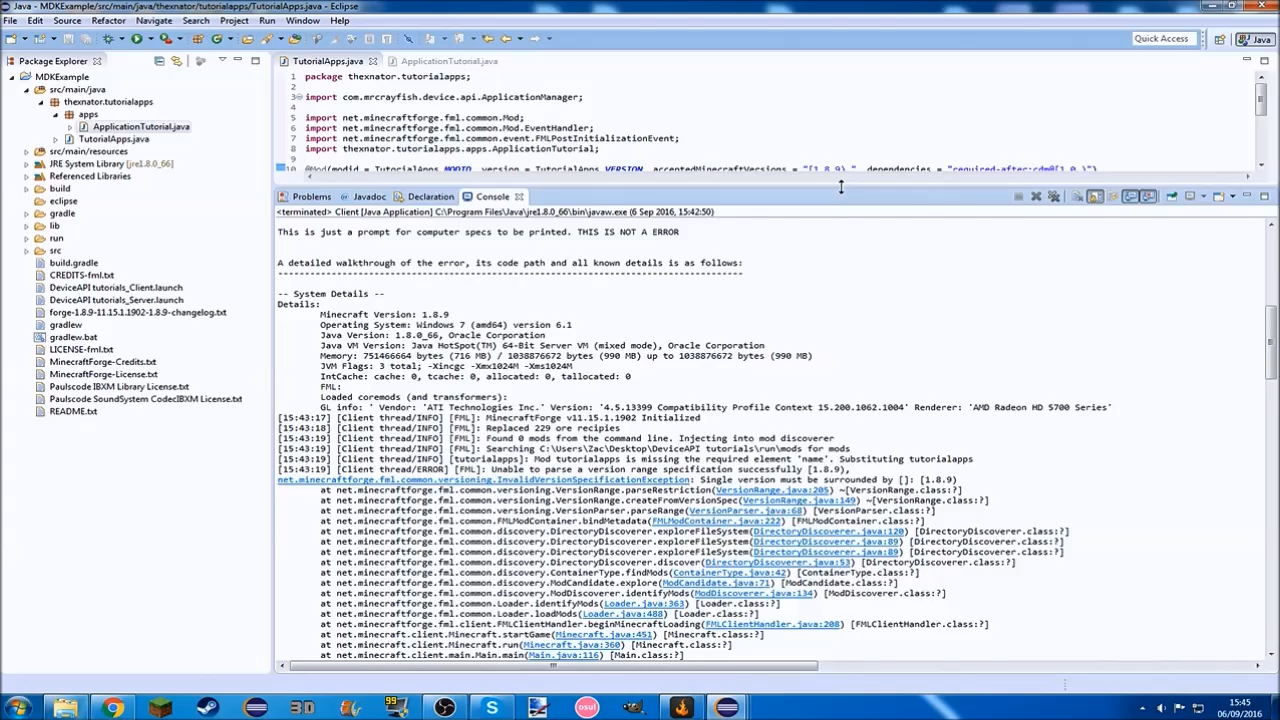 Java - MDKExample/src/main/java/thexnator/tutorialapps/TutorialApps.java - Eclipse
File Edit Source Refactor Navigate Search Project Run Window Help
Quick Access
Java
Package Explorer
MDKExample
src/main/java
thexnator.tutorialapps
apps
ApplicationTutorial.java
TutorialApps.java
src/main/resources
JRE System Library [jre1.8.0_66]
Referenced Libraries
build
eclipse
gradle
lib
run
src
build.gradle
CREDITS-fml.txt
DeviceAPI tutorials_Client.launch
DeviceAPI tutorials_Server.launch
forge-1.8.9-11.15.1.1902-1.8.9-changelog.txt
gradlew
gradlew.bat
LICENSE-fml.txt
MinecraftForge-Credits.txt
MinecraftForge-License.txt
Paulscode IBXM Library License.txt
Paulscode SoundSystem CodecIBXM License.txt
README.txt
TutorialApps.java ApplicationTutorial.java
1 package thexnator.tutorialapps;
2
3 import com.mrcrayfish.device.api.ApplicationManager;
4
5 import net.minecraftforge.fml.common.Mod;
6 import net.minecraftforge.fml.common.Mod.EventHandler;
7 import net.minecraftforge.fml.common.event.FMLPostInitializationEvent;
8 import thexnator.tutorialapps.apps.ApplicationTutorial;
9
10 @Mod(modid = TutorialApps.MODID, version = TutorialApps.VERSION, acceptedMinecraftVersions = "[1.8.9)", dependencies = "required-after:cdm@[1.0,)")
Problems Javadoc Declaration Console
<terminated> Client [Java Application] C:\Program Files\Java\jre1.8.0_66\bin\javaw.exe (6 Sep 2016, 15:42:50)
This is just a prompt for computer specs to be printed. THIS IS NOT A ERROR
A detailed walkthrough of the error, its code path and all known details is as follows:
---------------------------------------------------------------------------------------
-- System Details --
Details:
Minecraft Version: 1.8.9
Operating System: Windows 7 (amd64) version 6.1
Java Version: 1.8.0_66, Oracle Corporation
Java VM Version: Java HotSpot(TM) 64-Bit Server VM (mixed mode), Oracle Corporation
Memory: 751466664 bytes (716 MB) / 1038876672 bytes (990 MB) up to 1038876672 bytes (990 MB)
JVM Flags: 3 total; -Xincgc -Xmx1024M -Xms1024M
IntCache: cache: 0, tcache: 0, allocated: 0, tallocated: 0
FML:
Loaded coremods (and transformers):
GL info: ' Vendor: 'ATI Technologies Inc.' Version: '4.5.13399 Compatibility Profile Context 15.200.1062.1004' Renderer: 'AMD Radeon HD 5700 Series'
[15:43:17] [Client thread/INFO] [FML]: MinecraftForge v11.15.1.1902 Initialized
[15:43:18] [Client thread/INFO] [FML]: Replaced 229 ore recipies
[15:43:19] [Client thread/INFO] [FML]: Found 0 mods from the command line. Injecting into mod discoverer
[15:43:19] [Client thread/INFO] [FML]: Searching C:\Users\Zac\Desktop\DeviceAPI tutorials\run\mods for mods
[15:43:19] [Client thread/INFO] [tutorialapps]: Mod tutorialapps is missing the required element 'name'. Substituting tutorialapps
[15:43:19] [Client thread/ERROR] [FML]: Unable to parse a version range specification successfully [1.8.9),
net.minecraftforge.fml.common.versioning.InvalidVersionSpecificationException: Single version must be surrounded by []: [1.8.9)
at net.minecraftforge.fml.common.versioning.VersionRange.parseRestriction(VersionRange.java:205) ~[VersionRange.class:?]
at net.minecraftforge.fml.common.versioning.VersionRange.createFromVersionSpec(VersionRange.java:149) ~[VersionRange.class:?]
at net.minecraftforge.fml.common.versioning.VersionParser.parseRange(VersionParser.java:68) [VersionParser.class:?]
at net.minecraftforge.fml.common.FMLModContainer.bindMetadata(FMLModContainer.java:222) [FMLModContainer.class:?]
at net.minecraftforge.fml.common.discovery.DirectoryDiscoverer.exploreFileSystem(DirectoryDiscoverer.java:120) [DirectoryDiscoverer.class:?]
at net.minecraftforge.fml.common.discovery.DirectoryDiscoverer.exploreFileSystem(DirectoryDiscoverer.java:89) [DirectoryDiscoverer.class:?]
at net.minecraftforge.fml.common.discovery.DirectoryDiscoverer.exploreFileSystem(DirectoryDiscoverer.java:89) [DirectoryDiscoverer.class:?]
at net.minecraftforge.fml.common.discovery.DirectoryDiscoverer.discover(DirectoryDiscoverer.java:53) [DirectoryDiscoverer.class:?]
at net.minecraftforge.fml.common.discovery.ContainerType.findMods(ContainerType.java:42) [ContainerType.class:?]
at net.minecraftforge.fml.common.discovery.ModCandidate.explore(ModCandidate.java:71) [ModCandidate.class:?]
at net.minecraftforge.fml.common.discovery.ModDiscoverer.identifyMods(ModDiscoverer.java:134) [ModDiscoverer.class:?]
at net.minecraftforge.fml.common.Loader.identifyMods(Loader.java:363) [Loader.class:?]
at net.minecraftforge.fml.common.Loader.loadMods(Loader.java:488) [Loader.class:?]
at net.minecraftforge.fml.client.FMLClientHandler.beginMinecraftLoading(FMLClientHandler.java:208) [FMLClientHandler.class:?]
at net.minecraft.client.Minecraft.startGame(Minecraft.java:451) [Minecraft.class:?]
at net.minecraft.client.Minecraft.run(Minecraft.java:360) [Minecraft.class:?]
at net.minecraft.client.main.Main.main(Main.java:116) [Main.class:?]
3D
99
osu!
15:45
06/09/2016